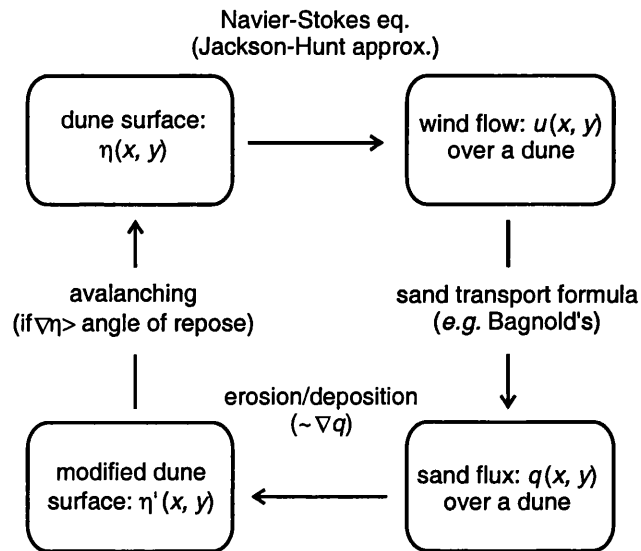 Navier-Stokes eq.
(Jackson-Hunt approx.)
dune surface:
η(x, y)
wind flow: u(x, y)
over a dune
avalanching
(if ∇η> angle of repose)
sand transport formula
(e.g. Bagnold's)
erosion/deposition
(~ ∇q)
modified dune
surface: η'(x, y)
sand flux: q(x, y)
over a dune